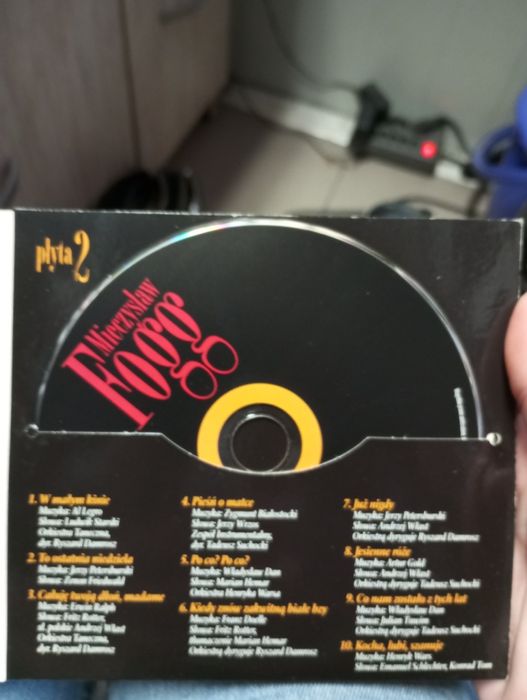 płyta 2
Mieczysław
Fogg
1. W małym kinie
Muzyka: Al Legro
Słowa: Ludwik Starski
Orkiestra Taneczna,
dyr. Ryszard Damrosz
2. To ostatnia niedziela
Muzyka: Jerzy Petersburski
Słowa: Zenon Friedwald
3. Całuję twoją dłoń, madame
Muzyka: Erwin Ralph
Słowa: Fritz Rotter,
sł. polskie Andrzej Włast
Orkiestra Taneczna,
dyr. Ryszard Damrosz
4. Pieśń o matce
Muzyka: Zygmunt Białostocki
Słowa: Jerzy Wrzos
Zespół Instrumentalny,
dyr. Tadeusz Suchocki
5. Po co? Po co?
Muzyka: Władysław Dan
Słowa: Marian Hemar
Orkiestra Henryka Warsa
6. Kiedy znów zakwitną białe bzy
Muzyka: Franz Doelle
Słowa: Fritz Rotter,
tłumaczenie Marian Hemar
Orkiestrą dyryguje Ryszard Damrosz
7. Już nigdy
Muzyka: Jerzy Petersburski
Słowa: Andrzej Włast
Orkiestrą dyryguje Ryszard Damrosz
8. Jesienne róże
Muzyka: Artur Gold
Słowa: Andrzej Włast
Orkiestrą dyryguje Tadeusz Suchocki
9. Co nam zostało z tych lat
Muzyka: Władysław Dan
Słowa: Julian Tuwim
Orkiestrą dyryguje Tadeusz Suchocki
10. Kocha, lubi, szanuje
Muzyka: Henryk Wars
Słowa: Emanuel Schlechter, Konrad Tom